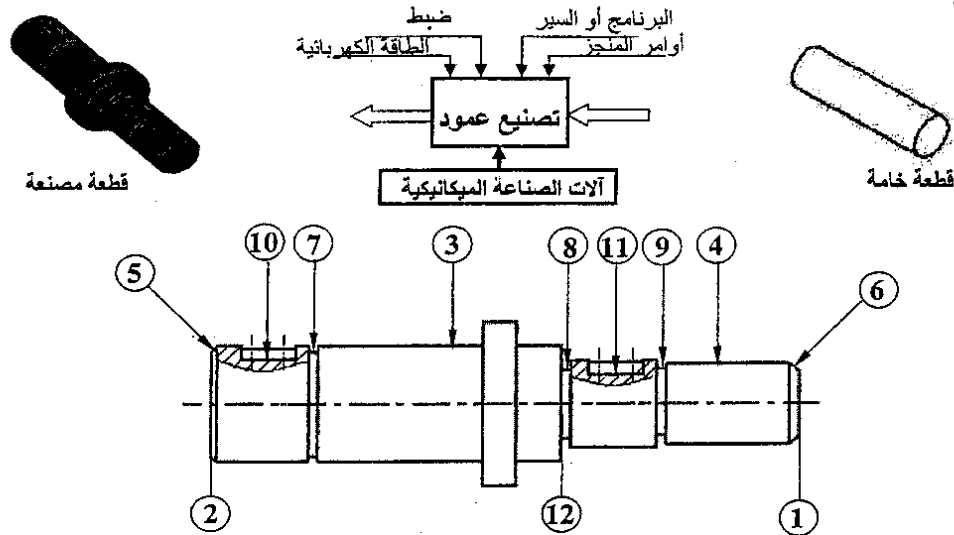 ضبط
البرنامج أو السير
الطاقة الكهربائية
أوامر المنجز
تصنيع عمود
آلات الصناعة الميكانيكية
قطعة خامة
قطعة مصنعة
10 7 3 8 11 9 4
5 6
2 12 1